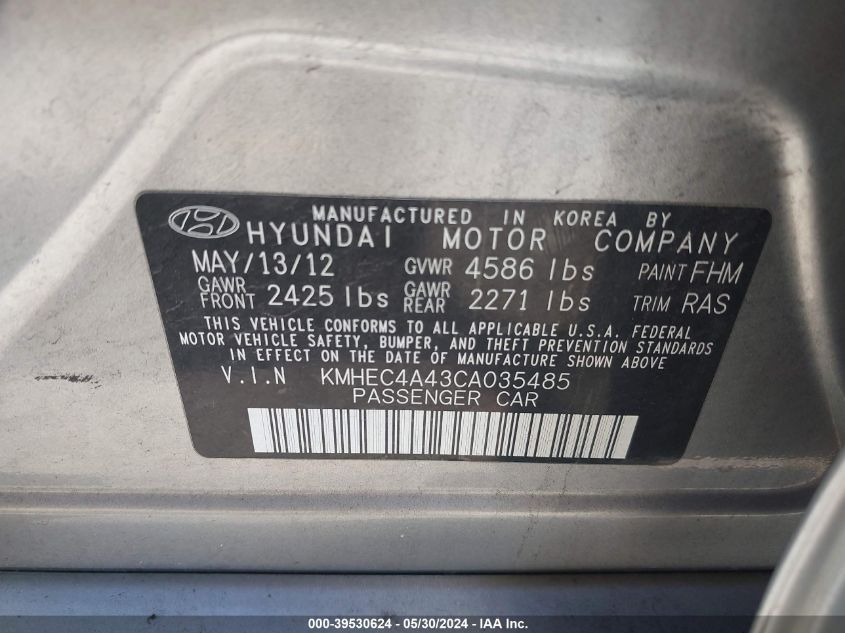 MANUFACTURED IN KOREA BY
HYUNDAI MOTOR COMPANY
MAY/13/12 GVWR 4586 lbs PAINT FHM
GAWR FRONT 2425 lbs GAWR REAR 2271 lbs TRIM RAS
THIS VEHICLE CONFORMS TO ALL APPLICABLE U.S.A. FEDERAL
MOTOR VEHICLE SAFETY, BUMPER, AND THEFT PREVENTION STANDARDS
IN EFFECT ON THE DATE OF MANUFACTURE SHOWN ABOVE
V.I.N KMHEC4A43CA035485
PASSENGER CAR
000-39530624 - 05/30/2024 - © IAA Holdings, LLC.